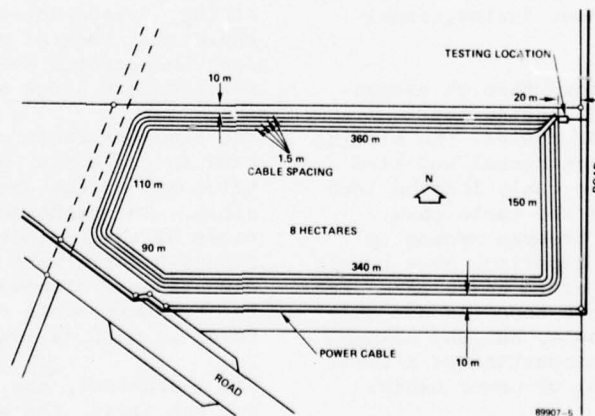 TESTING LOCATION
10 m
20 m
360 m
1.5 m
CABLE SPACING
N
ROAD
110 m
150 m
8 HECTARES
90 m
340 m
POWER CABLE
10 m
ROAD
89907-5